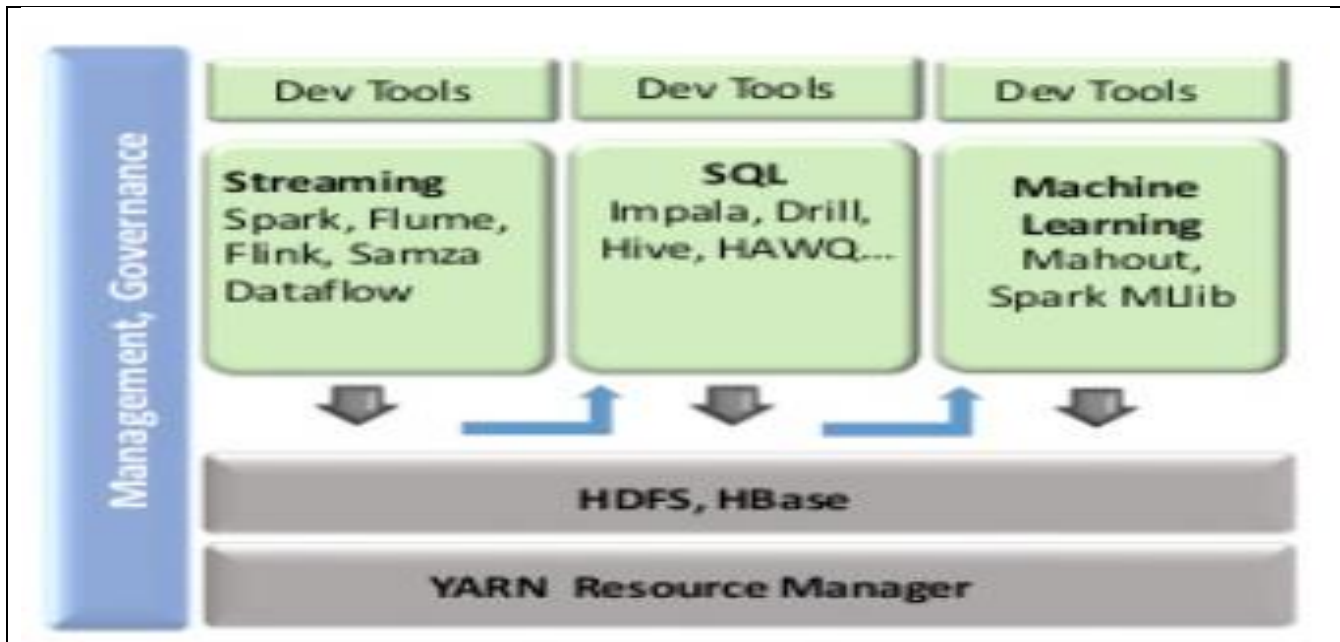 Management, Governance
Dev Tools
Streaming
Spark, Flume,
Flink, Samza
Dataflow
Dev Tools
SQL
Impala, Drill,
Hive, HAWQ...
Dev Tools
Machine
Learning
Mahout,
Spark MLlib
HDFS, HBase
YARN Resource Manager